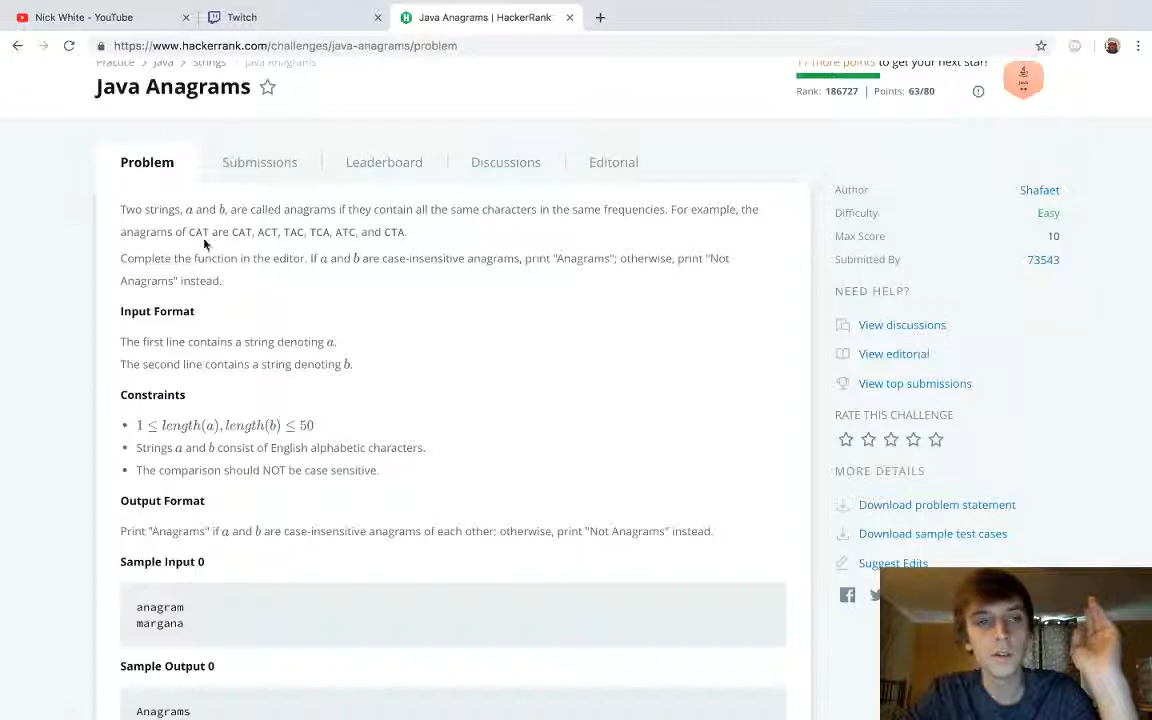 Nick White - YouTube
Twitch
Java Anagrams | HackerRank
https://www.hackerrank.com/challenges/java-anagrams/problem
Practice Java Strings Java Anagrams
17 more points to get your next star!
Java Anagrams
Rank: 186727 | Points: 63/80
Problem
Submissions
Leaderboard
Discussions
Editorial
Two strings, a and b, are called anagrams if they contain all the same characters in the same frequencies. For example, the
anagrams of CAT are CAT, ACT, TAC, TCA, ATC, and CTA.
Complete the function in the editor. If a and b are case-insensitive anagrams, print "Anagrams"; otherwise, print "Not
Anagrams" instead.
Input Format
The first line contains a string denoting a.
The second line contains a string denoting b.
Constraints
• 1 ≤ length(a), length(b) ≤ 50
• Strings a and b consist of English alphabetic characters.
• The comparison should NOT be case sensitive.
Output Format
Print "Anagrams" if a and b are case-insensitive anagrams of each other; otherwise, print "Not Anagrams" instead.
Sample Input 0
anagram
margana
Sample Output 0
Anagrams
Author Shafaet
Difficulty Easy
Max Score 10
Submitted By 73543
NEED HELP?
View discussions
View editorial
View top submissions
RATE THIS CHALLENGE
MORE DETAILS
Download problem statement
Download sample test cases
Suggest Edits